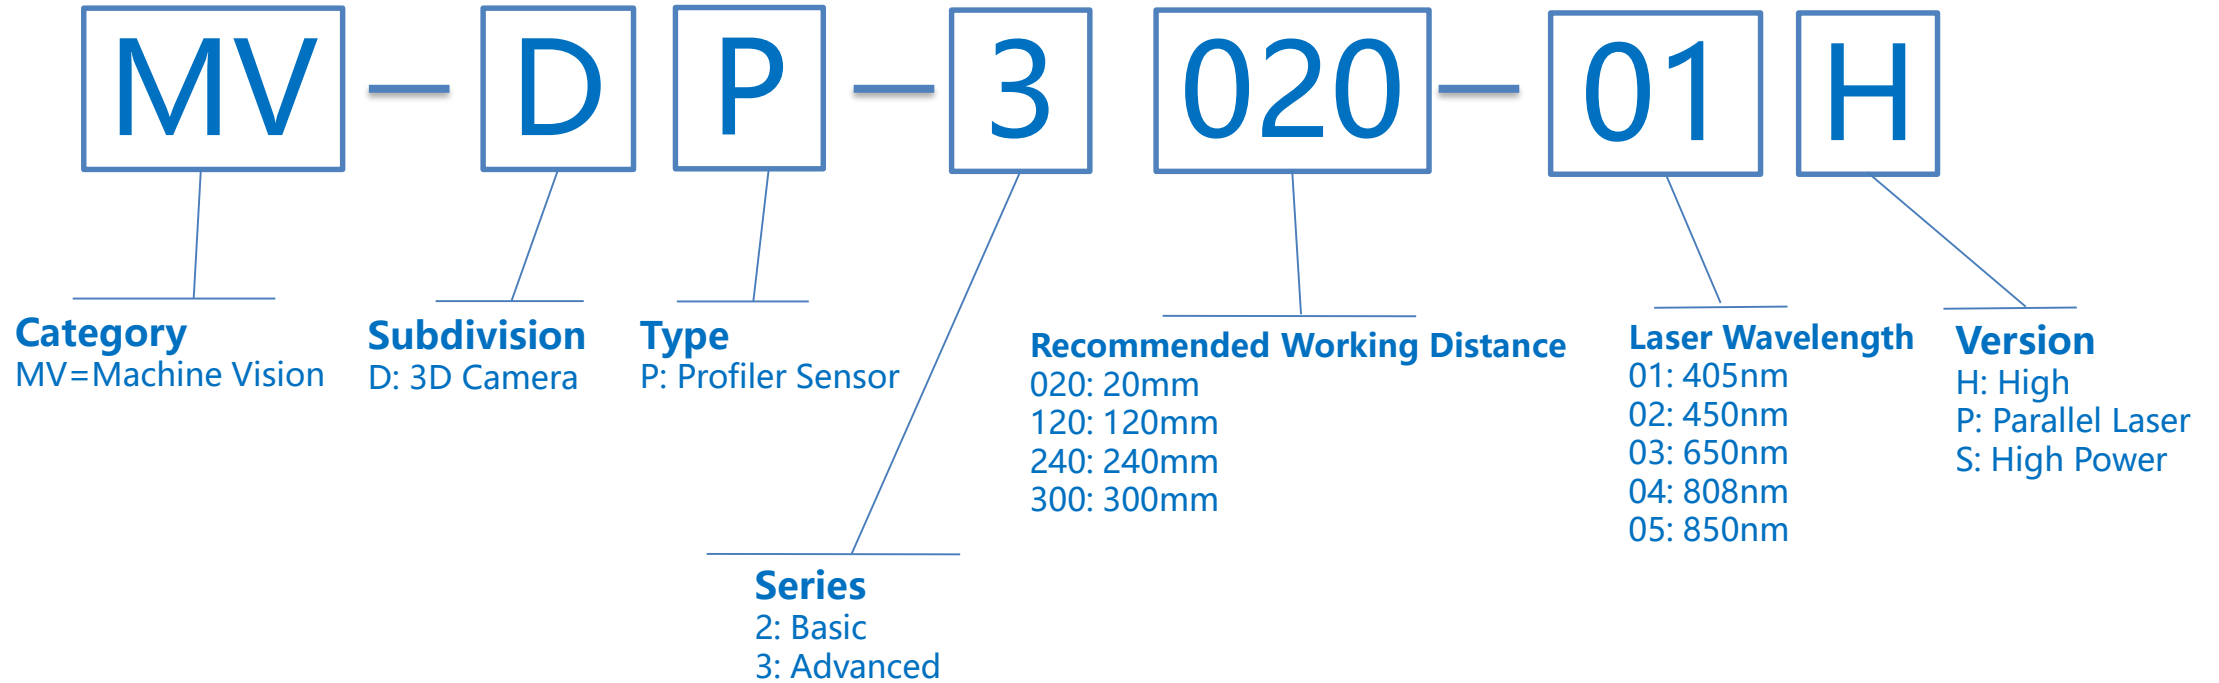 MV — D P — 3 020 — 01 H
Category
MV=Machine Vision
Subdivision
D: 3D Camera
Type
P: Profiler Sensor
Series
2: Basic
3: Advanced
Recommended Working Distance
020: 20mm
120: 120mm
240: 240mm
300: 300mm
Laser Wavelength
01: 405nm
02: 450nm
03: 650nm
04: 808nm
05: 850nm
Version
H: High
P: Parallel Laser
S: High Power